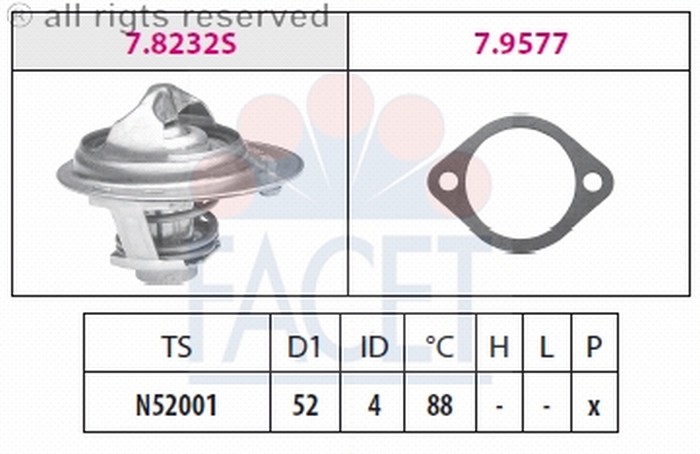 ® all rigts reserved
7.8232S 7.9577
FACET
TS D1 ID °C H L P
N52001 52 4 88 - - x